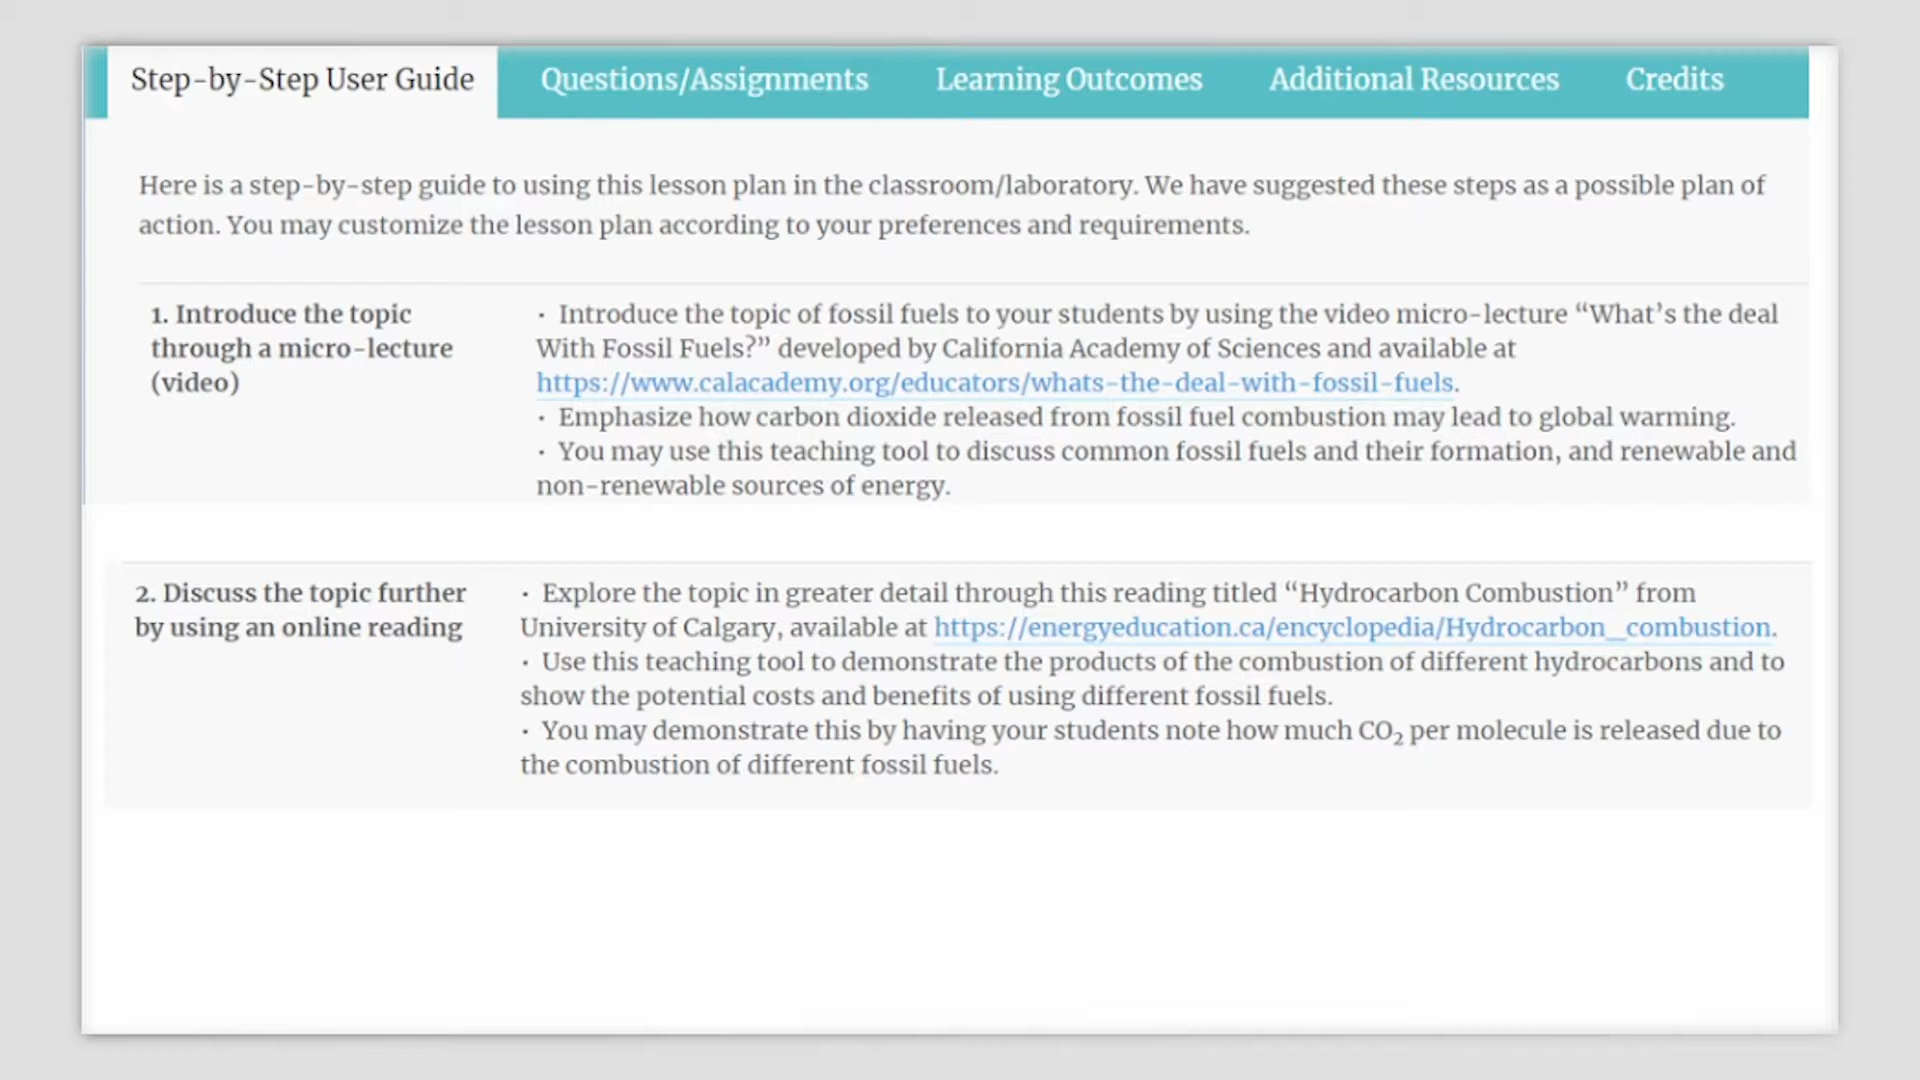 Step-by-Step User Guide Questions/Assignments Learning Outcomes Additional Resources Credits
Here is a step-by-step guide to using this lesson plan in the classroom/laboratory. We have suggested these steps as a possible plan of
action. You may customize the lesson plan according to your preferences and requirements.
1. Introduce the topic
through a micro-lecture
(video)
· Introduce the topic of fossil fuels to your students by using the video micro-lecture “What’s the deal
With Fossil Fuels?” developed by California Academy of Sciences and available at
https://www.calacademy.org/educators/whats-the-deal-with-fossil-fuels.
· Emphasize how carbon dioxide released from fossil fuel combustion may lead to global warming.
· You may use this teaching tool to discuss common fossil fuels and their formation, and renewable and
non-renewable sources of energy.
2. Discuss the topic further
by using an online reading
· Explore the topic in greater detail through this reading titled “Hydrocarbon Combustion” from
University of Calgary, available at https://energyeducation.ca/encyclopedia/Hydrocarbon_combustion.
· Use this teaching tool to demonstrate the products of the combustion of different hydrocarbons and to
show the potential costs and benefits of using different fossil fuels.
· You may demonstrate this by having your students note how much CO₂ per molecule is released due to
the combustion of different fossil fuels.